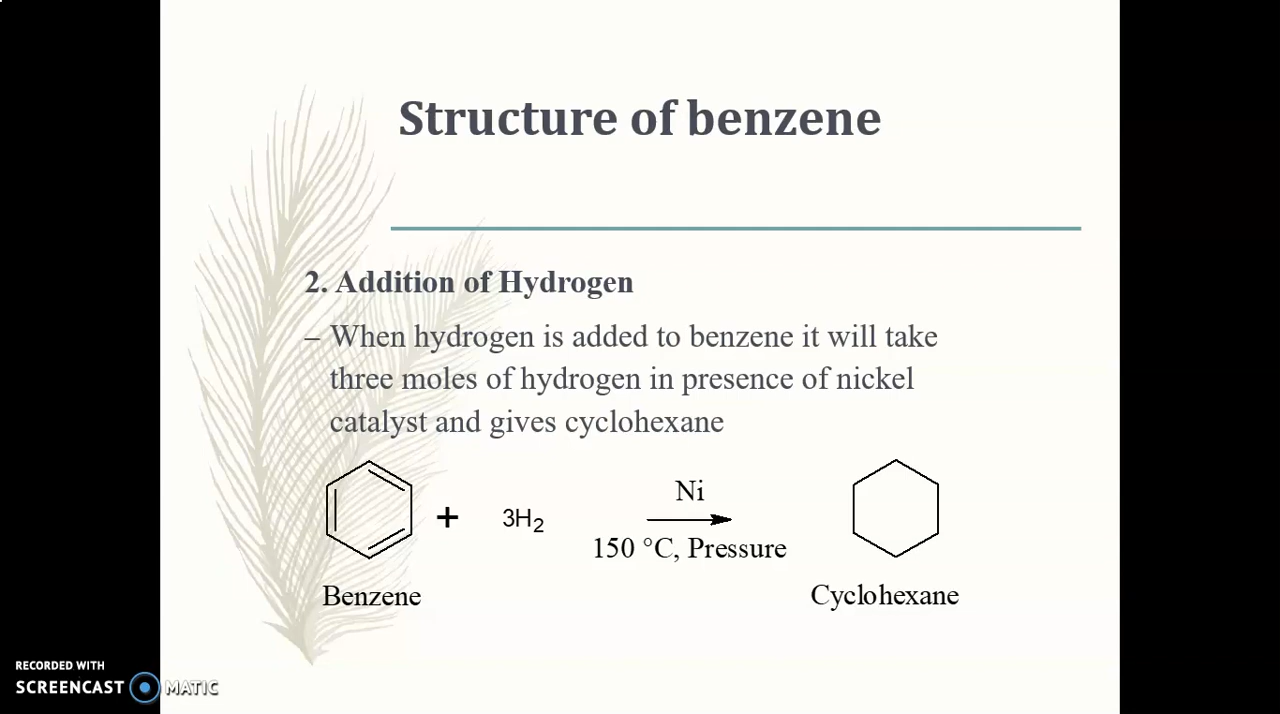 Structure of benzene
2. Addition of Hydrogen
– When hydrogen is added to benzene it will take
three moles of hydrogen in presence of nickel
catalyst and gives cyclohexane
+ 3H₂
Ni
150 °C, Pressure
Benzene
Cyclohexane
RECORDED WITH
SCREENCAST MATIC